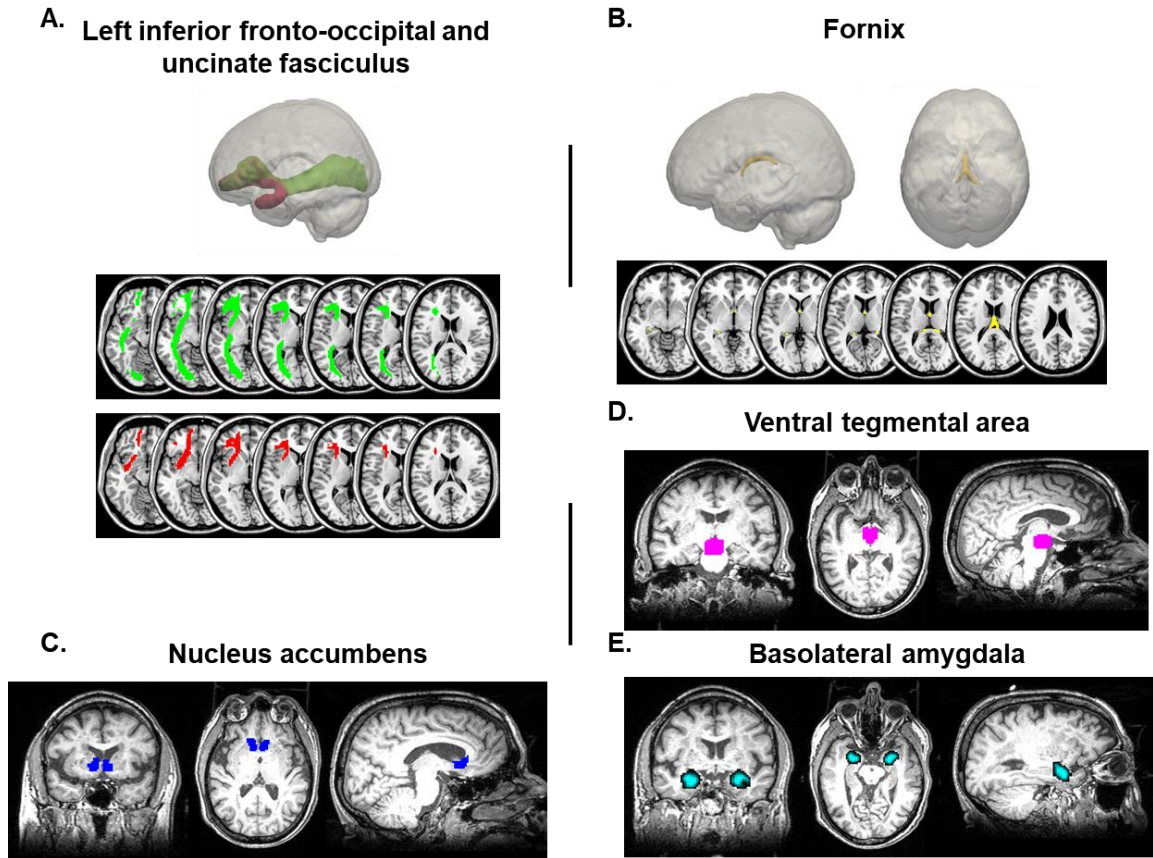 A.
Left inferior fronto-occipital and
uncinate fasciculus
B.
Fornix
C.
Nucleus accumbens
D.
Ventral tegmental area
E.
Basolateral amygdala